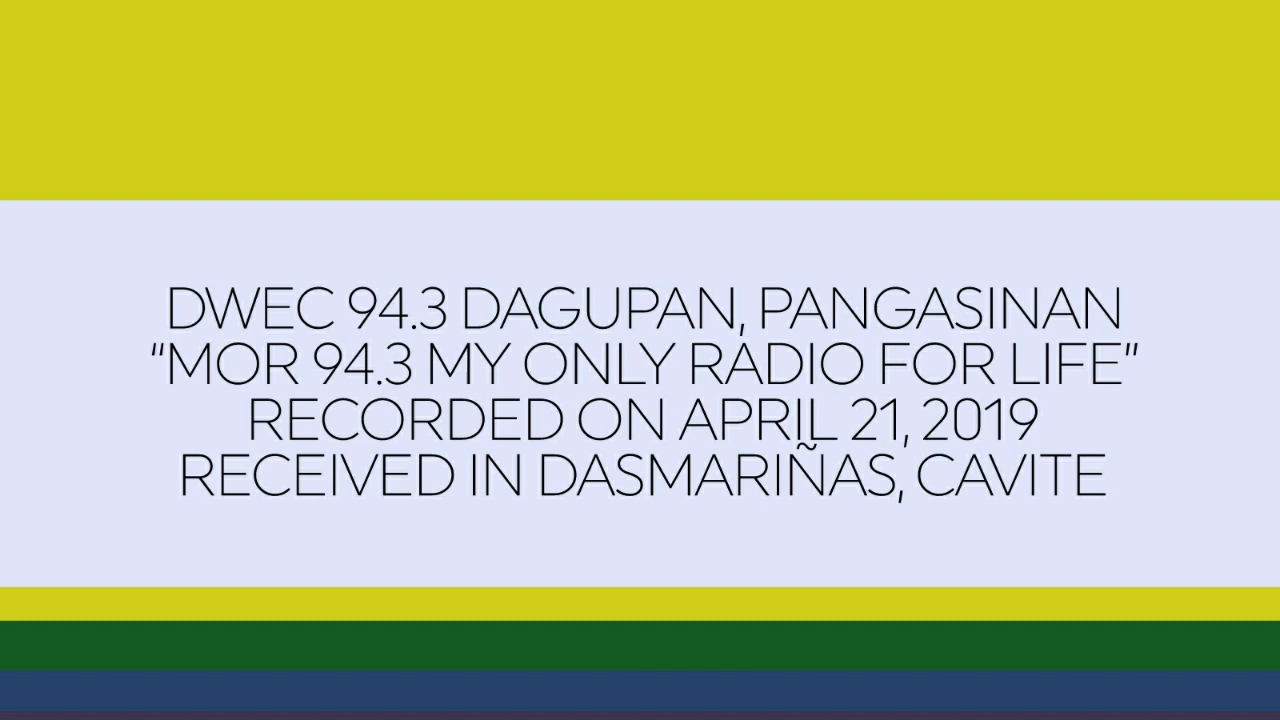 DWEC 94.3 DAGUPAN, PANGASINAN
“MOR 94.3 MY ONLY RADIO FOR LIFE”
RECORDED ON APRIL 21, 2019
RECEIVED IN DASMARIÑAS, CAVITE